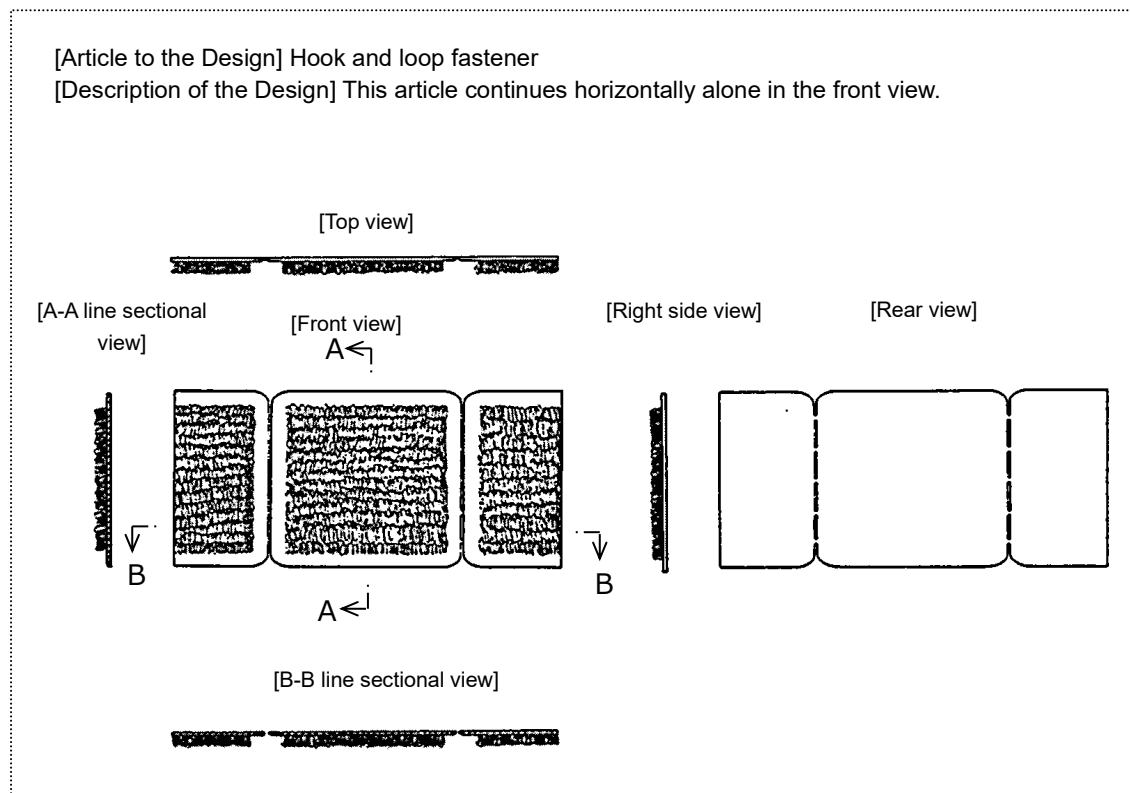 [Article to the Design] Hook and loop fastener
[Description of the Design] This article continues horizontally alone in the front view.
[Top view]
[A-A line sectional
view]
[Front view]
[Right side view]
[Rear view]
A
B
B
A
[B-B line sectional view]